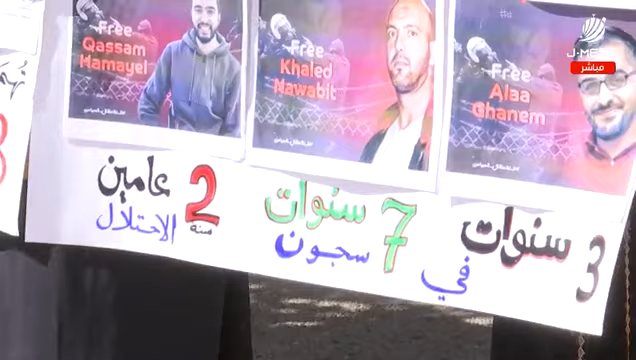 J-MEDIA
مباشر
Free
Qassam
Mamayel
Free
Khaled
Nawabit
Free
Alaa
Ghanem
3 سنوات
7 سنوات
2 عامين
سنة
في سجون الاحتلال